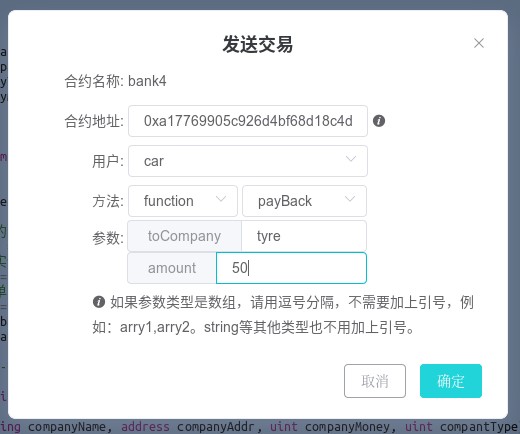 发送交易
合约名称: bank4
合约地址: 0xa17769905c926d4bf68d18c4d
用户: car
方法: function payBack
参数: toCompany tyre
amount 50
如果参数类型是数组，请用逗号分隔，不需要加上引号，例
如：arry1,arry2。string等其他类型也不用加上引号。
取消 确定
ing companyName, address companyAddr, uint companyMoney, uint compantType